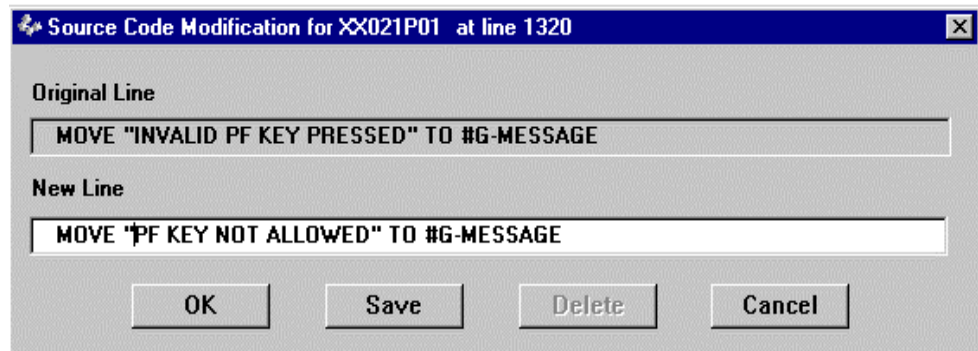 Source Code Modification for XX021P01 at line 1320
Original Line
MOVE "INVALID PF KEY PRESSED" TO #G-MESSAGE
New Line
MOVE "PF KEY NOT ALLOWED" TO #G-MESSAGE
OK Save Delete Cancel